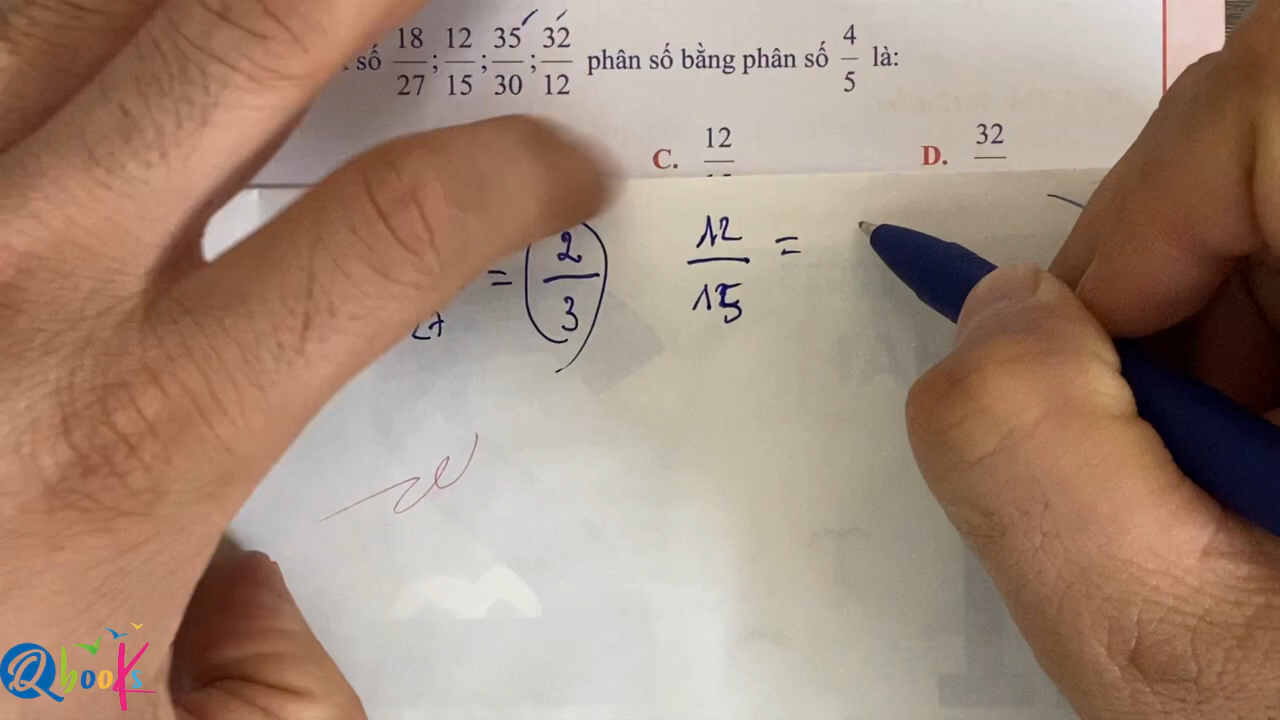 số 18/27; 12/15; 35/30; 32/12 phân số bằng phân số 4/5 là:
C. 12 D. 32
27 = 2/3 12/15 =
Qbooks